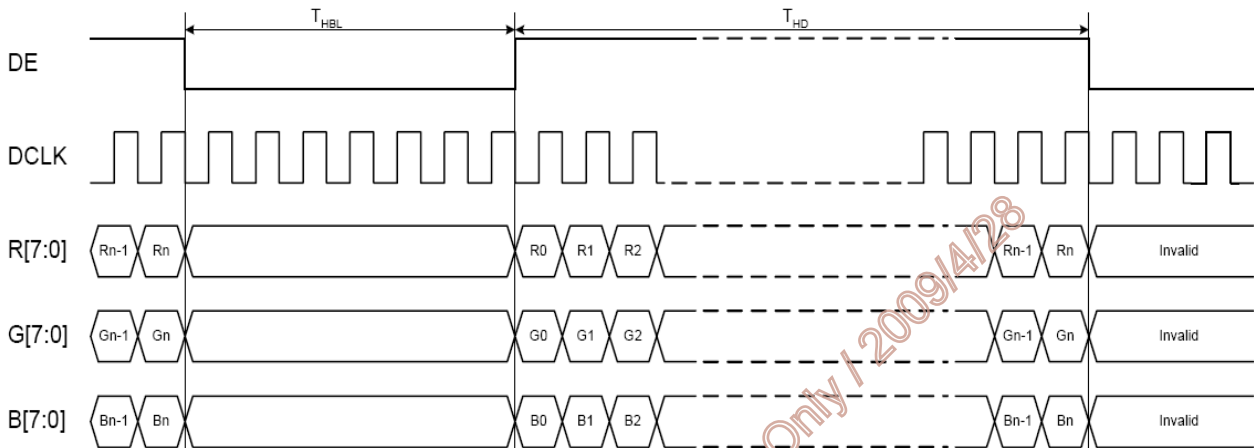 T_HBL T_HD
DE
DCLK
R[7:0] Rn-1 Rn R0 R1 R2 Rn-1 Rn Invalid
G[7:0] Gn-1 Gn G0 G1 G2 Gn-1 Gn Invalid
B[7:0] Bn-1 Bn B0 B1 B2 Bn-1 Bn Invalid
Only / 2009/4/28